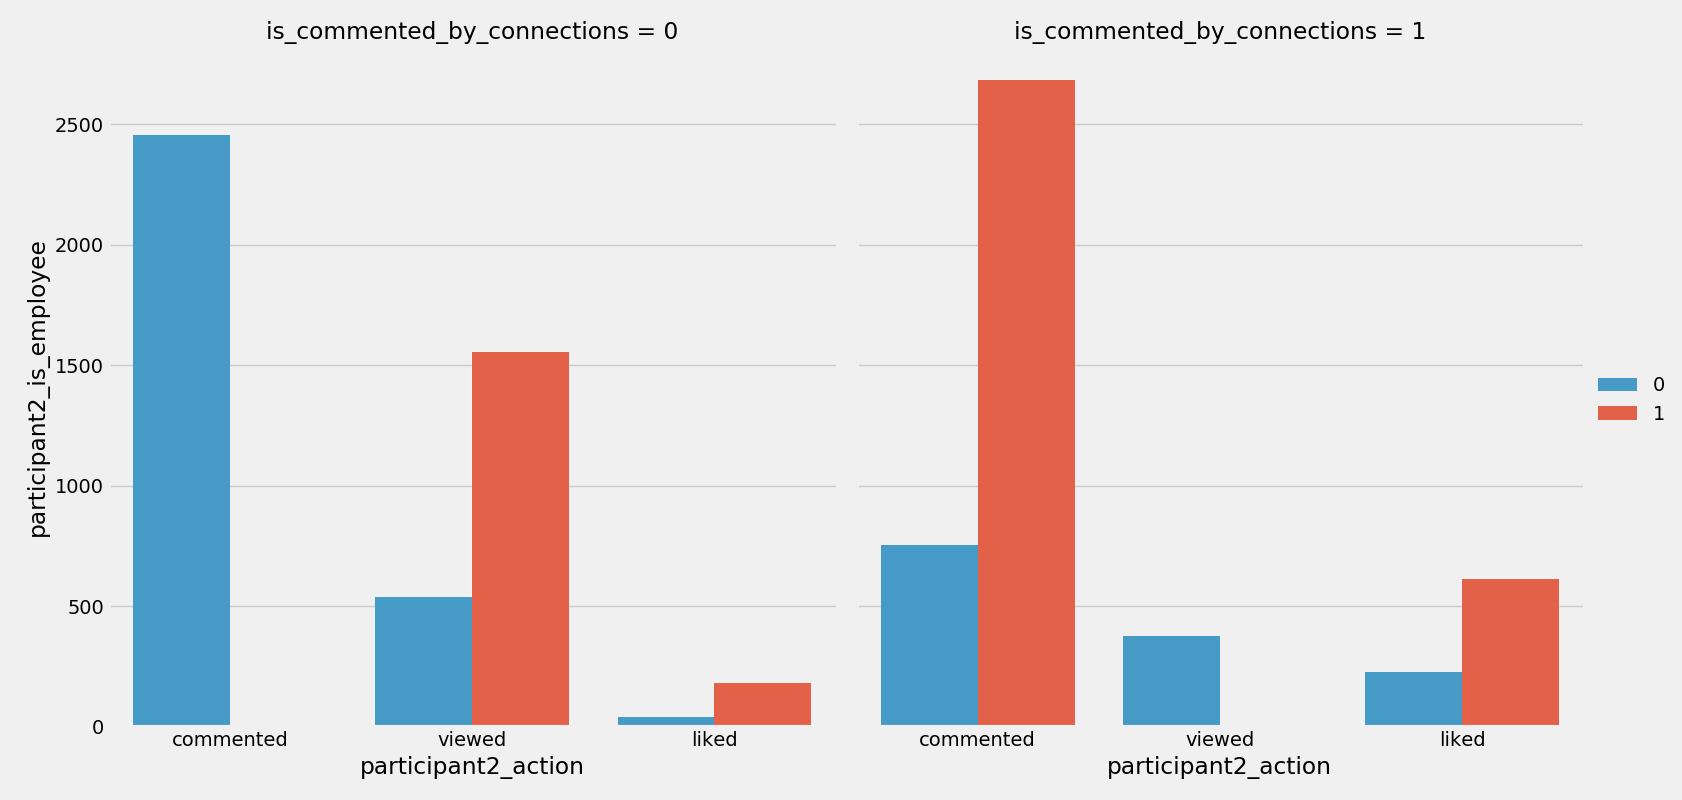 is_commented_by_connections = 0
is_commented_by_connections = 1
participant2_is_employee
2500
2000
1500
1000
500
0
commented viewed liked
commented viewed liked
participant2_action
participant2_action
0
1